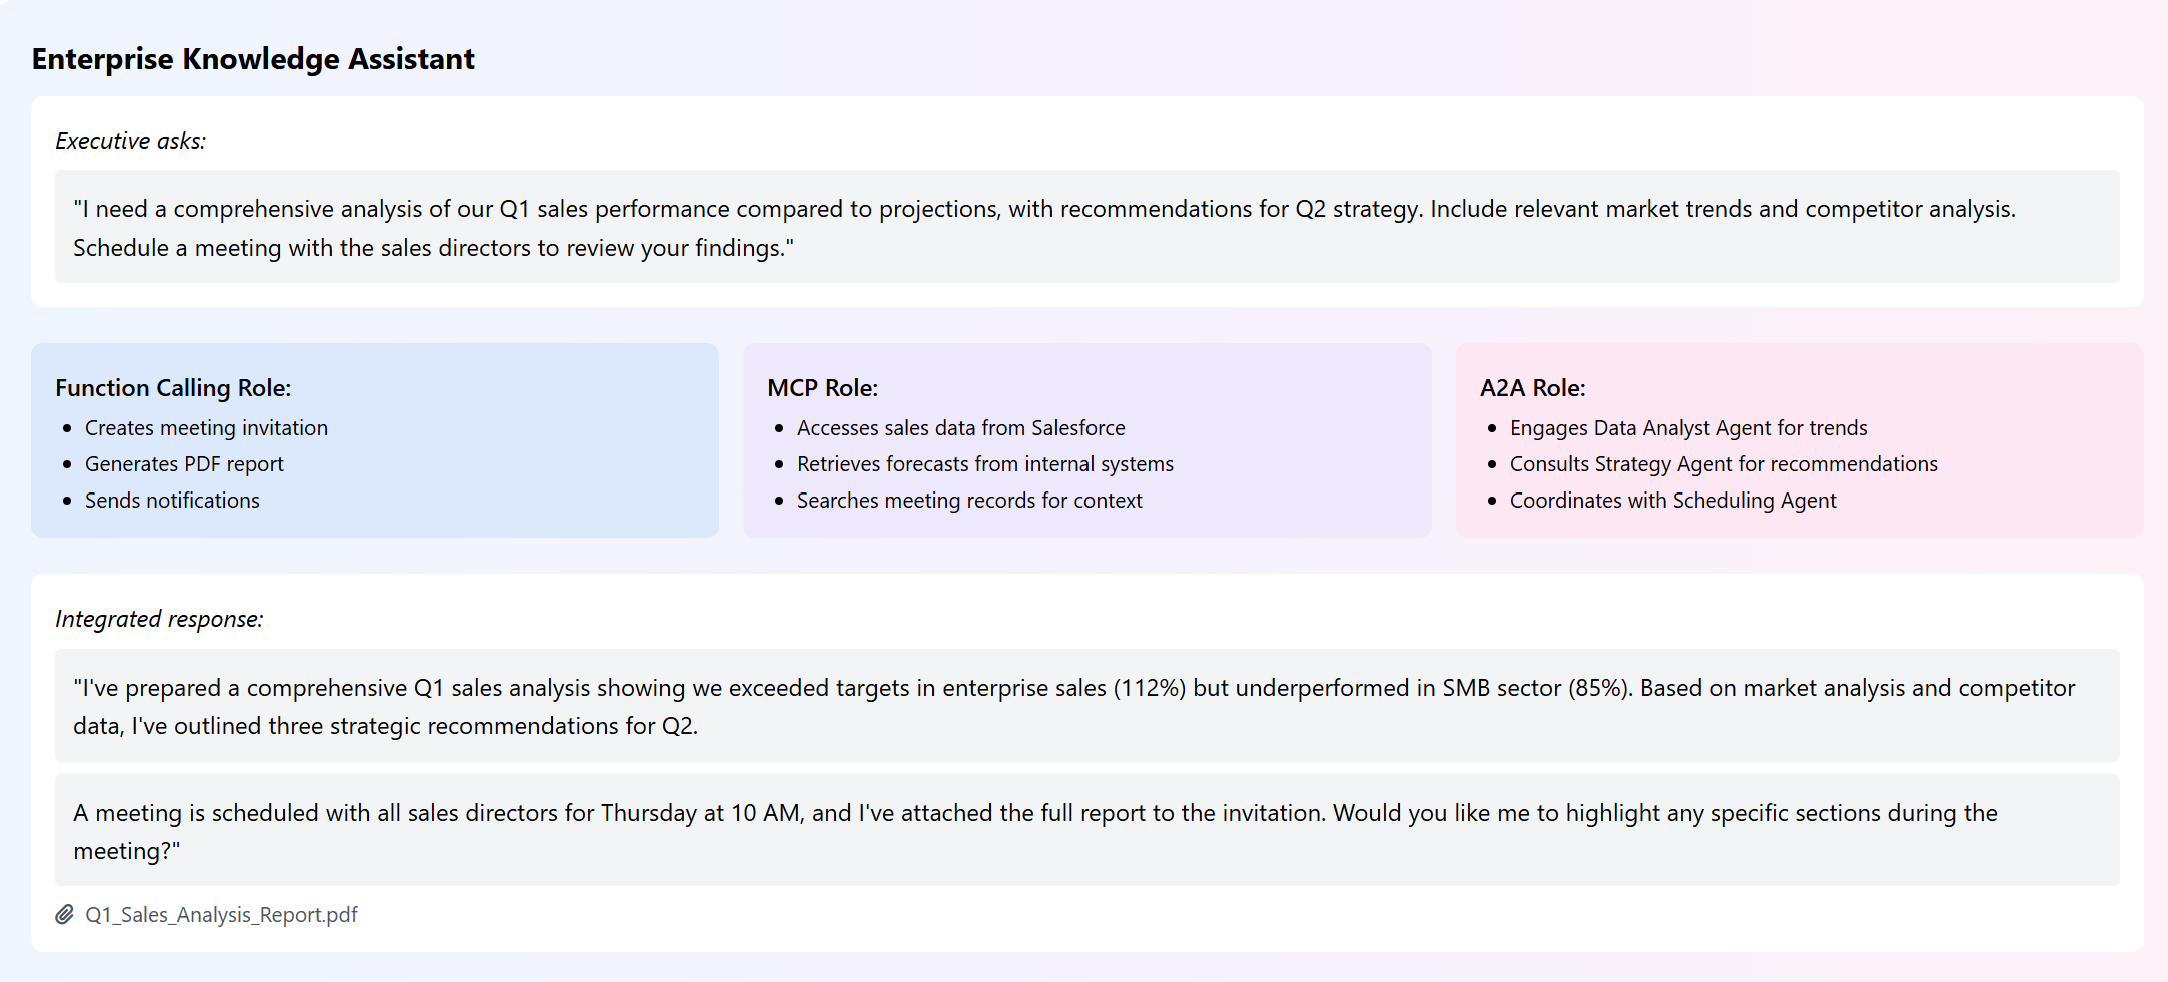 Enterprise Knowledge Assistant
Executive asks:
"I need a comprehensive analysis of our Q1 sales performance compared to projections, with recommendations for Q2 strategy. Include relevant market trends and competitor analysis.
Schedule a meeting with the sales directors to review your findings."
Function Calling Role:
• Creates meeting invitation
• Generates PDF report
• Sends notifications
MCP Role:
• Accesses sales data from Salesforce
• Retrieves forecasts from internal systems
• Searches meeting records for context
A2A Role:
• Engages Data Analyst Agent for trends
• Consults Strategy Agent for recommendations
• Coordinates with Scheduling Agent
Integrated response:
"I've prepared a comprehensive Q1 sales analysis showing we exceeded targets in enterprise sales (112%) but underperformed in SMB sector (85%). Based on market analysis and competitor
data, I've outlined three strategic recommendations for Q2.
A meeting is scheduled with all sales directors for Thursday at 10 AM, and I've attached the full report to the invitation. Would you like me to highlight any specific sections during the
meeting?"
Q1_Sales_Analysis_Report.pdf